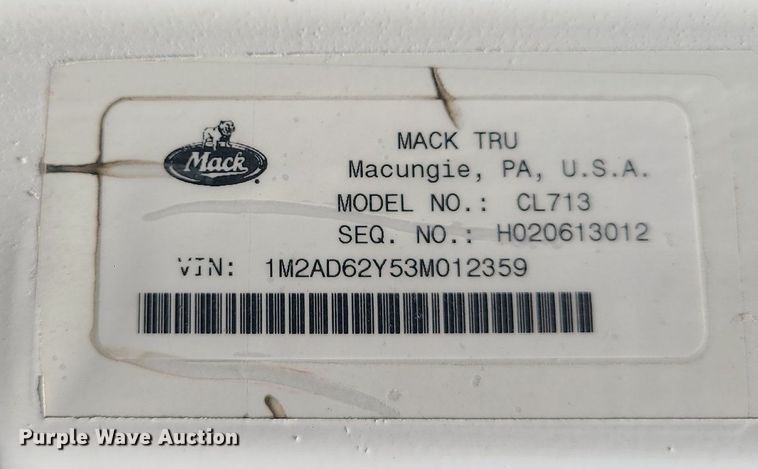 Mack
MACK TRU
Macungie, PA, U.S.A.
MODEL NO.: CL713
SEQ. NO.: H020613012
VIN: 1M2AD62Y53M012359
Purple Wave Auction